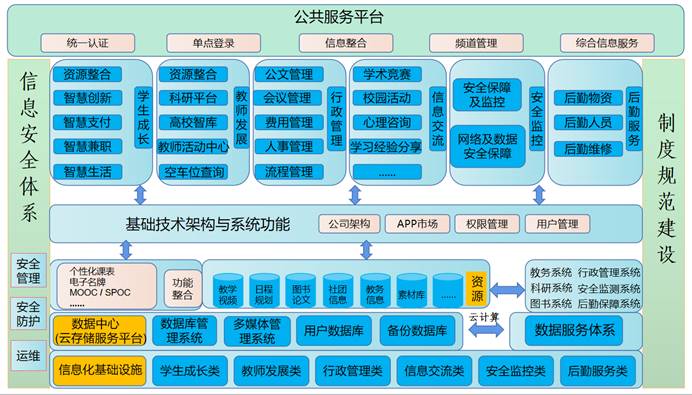 公共服务平台
统一认证
单点登录
信息整合
频道管理
综合信息服务
信息安全体系
资源整合
智慧创新
智慧支付
智慧兼职
智慧生活
学生成长
资源整合
科研平台
高校智库
教师活动中心
空车位查询
教师发展
公文管理
会议管理
费用管理
人事管理
流程管理
行政管理
学术竞赛
校园活动
心理咨询
学习经验分享
......
信息交流
安全保障
及监控
网络及数据
安全保障
安全监控
后勤物资
后勤人员
后勤维修
后勤服务
制度规范建设
基础技术架构与系统功能
公司架构
APP市场
权限管理
用户管理
安全
管理
安全
防护
运维
个性化课表
电子名牌
MOOC / SPOC
......
功能
整合
教学
视频
日程
规划
图书
论文
社团
信息
教务
信息
素材库
......
资源
教务系统 行政管理系统
科研系统 安全监测系统
图书系统 后勤保障系统
数据中心
(云存储服务平台)
数据库管
理系统
多媒体管
理系统
用户数据库
备份数据库
云计算
数据服务体系
信息化基础设施
学生成长类
教师发展类
行政管理类
信息交流类
安全监控类
后勤服务类